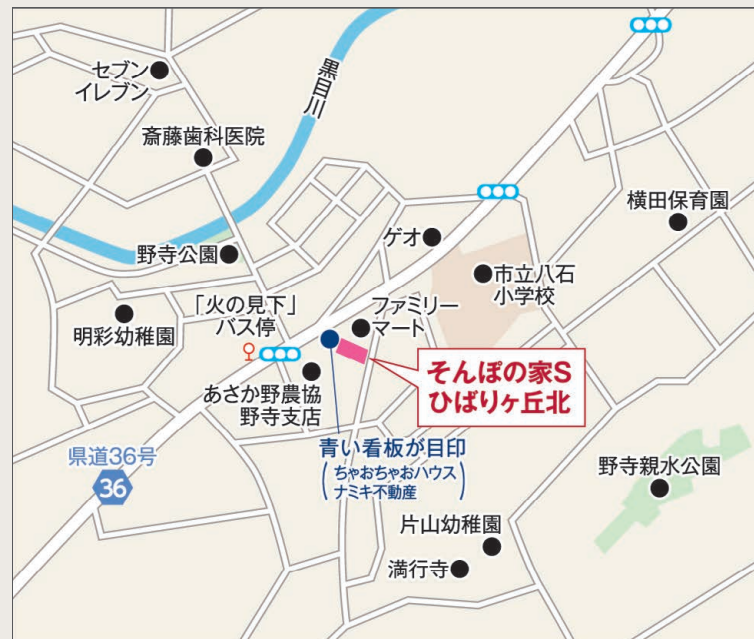 セブン
イレブン
黒目川
斎藤歯科医院
横田保育園
ゲオ
野寺公園
市立八石
小学校
「火の見下」
バス停
ファミリー
マート
明彩幼稚園
そんぽの家S
ひばりヶ丘北
あさか野農協
野寺支店
青い看板が目印
(ちゃおちゃおハウス
ナミキ不動産)
県道36号
36
野寺親水公園
片山幼稚園
満行寺